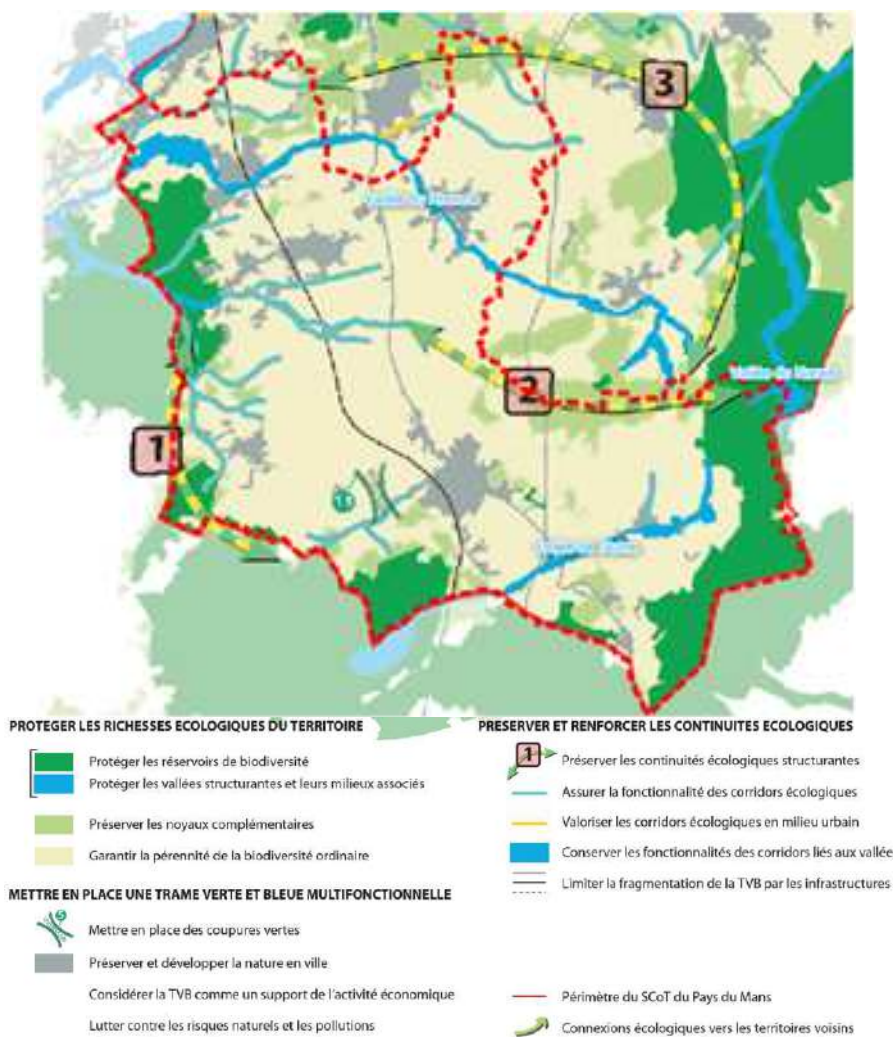 3
2
1
PROTEGER LES RICHESSES ECOLOGIQUES DU TERRITOIRE
Protéger les réservoirs de biodiversité
Protéger les vallées structurantes et leurs milieux associés
Préserver les noyaux complémentaires
Garantir la pérennité de la biodiversité ordinaire
METTRE EN PLACE UNE TRAME VERTE ET BLEUE MULTIFONCTIONNELLE
Mettre en place des coupures vertes
Préserver et développer la nature en ville
Considérer la TVB comme un support de l'activité économique
Lutter contre les risques naturels et les pollutions
PRESERVER ET RENFORCER LES CONTINUITES ECOLOGIQUES
1
Préserver les continuités écologiques structurantes
Assurer la fonctionnalité des corridors écologiques
Valoriser les corridors écologiques en milieu urbain
Conserver les fonctionnalités des corridors liés aux vallée
Limiter la fragmentation de la TVB par les infrastructures
Périmètre du SCoT du Pays du Mans
Connexions écologiques vers les territoires voisins